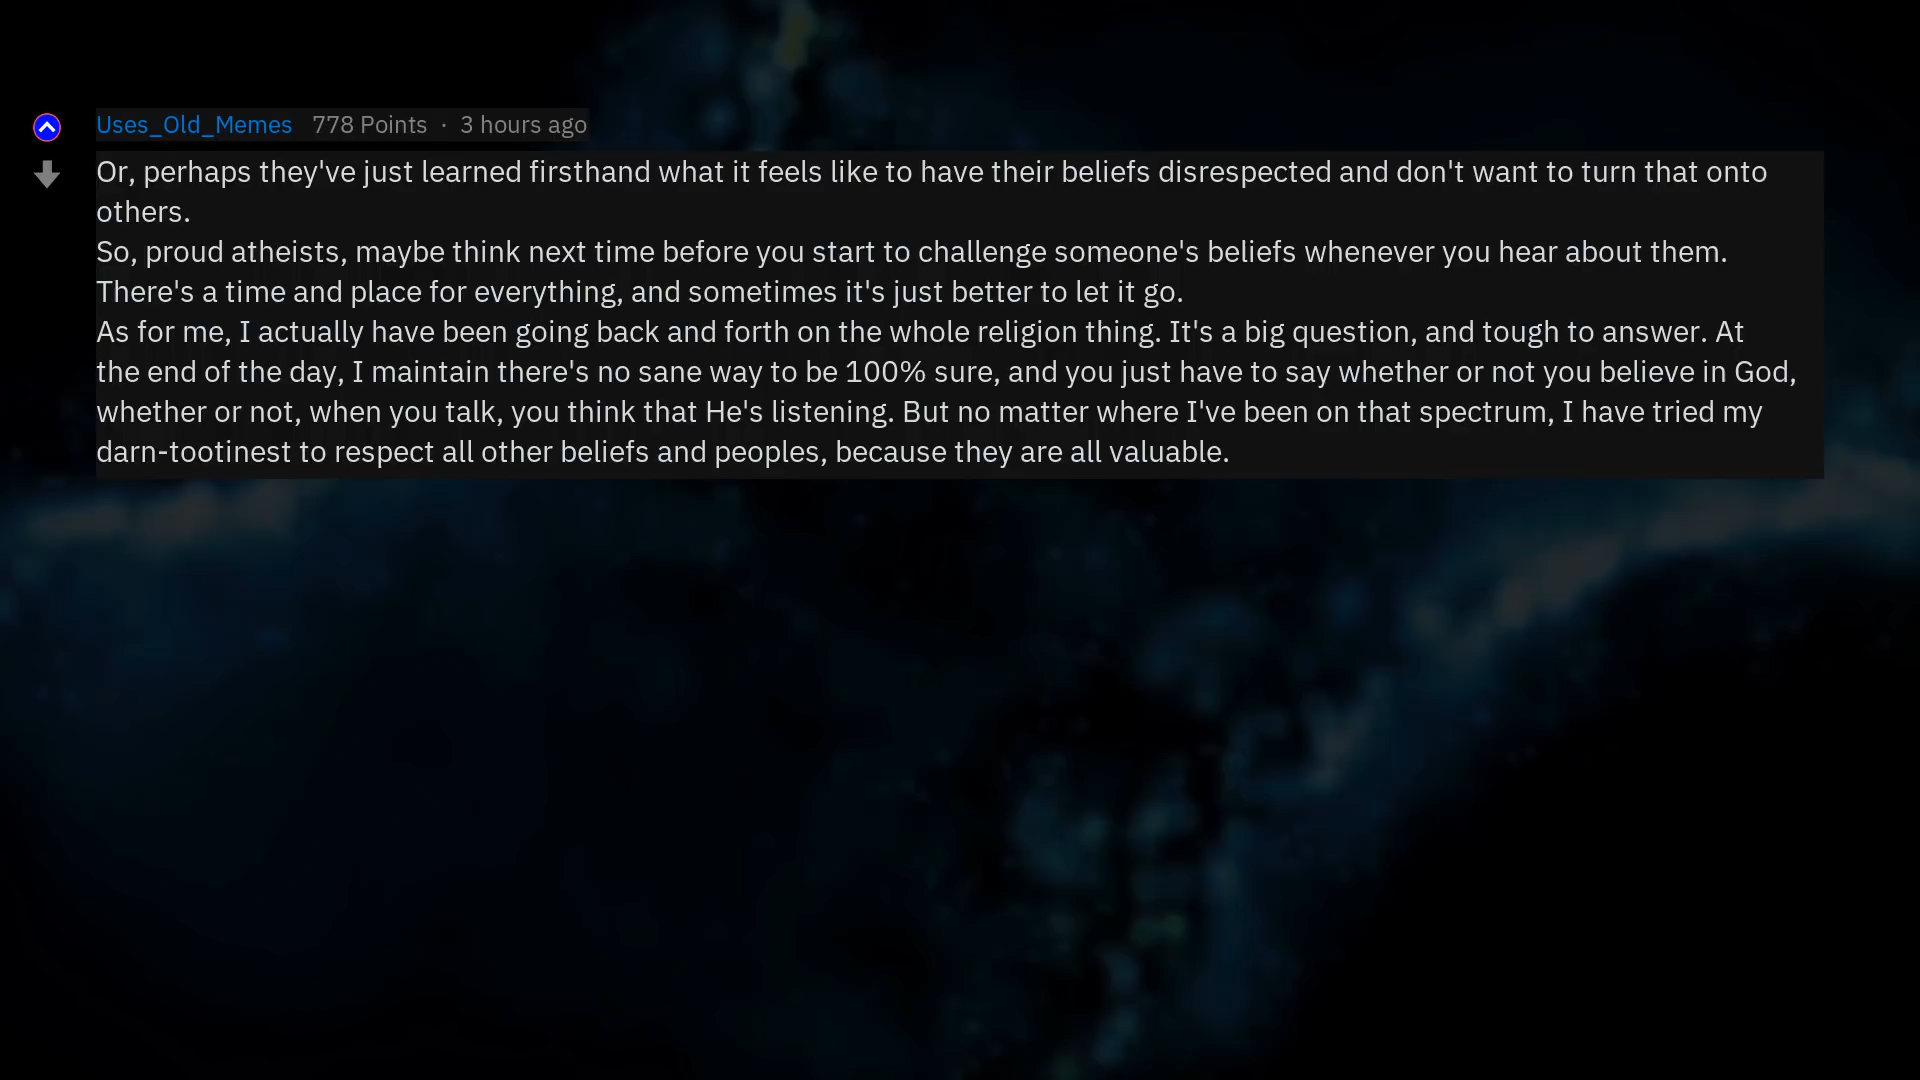 Uses_Old_Memes 778 Points · 3 hours ago
Or, perhaps they've just learned firsthand what it feels like to have their beliefs disrespected and don't want to turn that onto
others.
So, proud atheists, maybe think next time before you start to challenge someone's beliefs whenever you hear about them.
There's a time and place for everything, and sometimes it's just better to let it go.
As for me, I actually have been going back and forth on the whole religion thing. It's a big question, and tough to answer. At
the end of the day, I maintain there's no sane way to be 100% sure, and you just have to say whether or not you believe in God,
whether or not, when you talk, you think that He's listening. But no matter where I've been on that spectrum, I have tried my
darn-tootinest to respect all other beliefs and peoples, because they are all valuable.